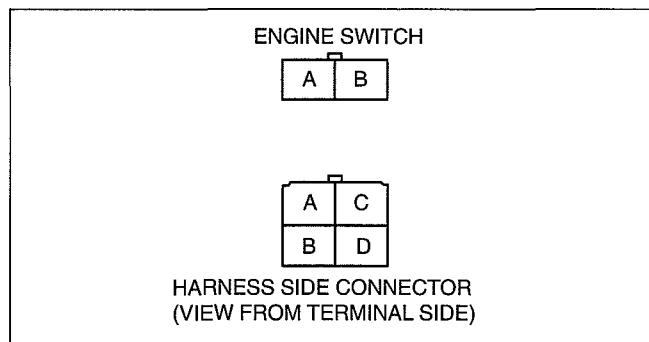 ENGINE SWITCH
A B
A C
B D
HARNESS SIDE CONNECTOR
(VIEW FROM TERMINAL SIDE)